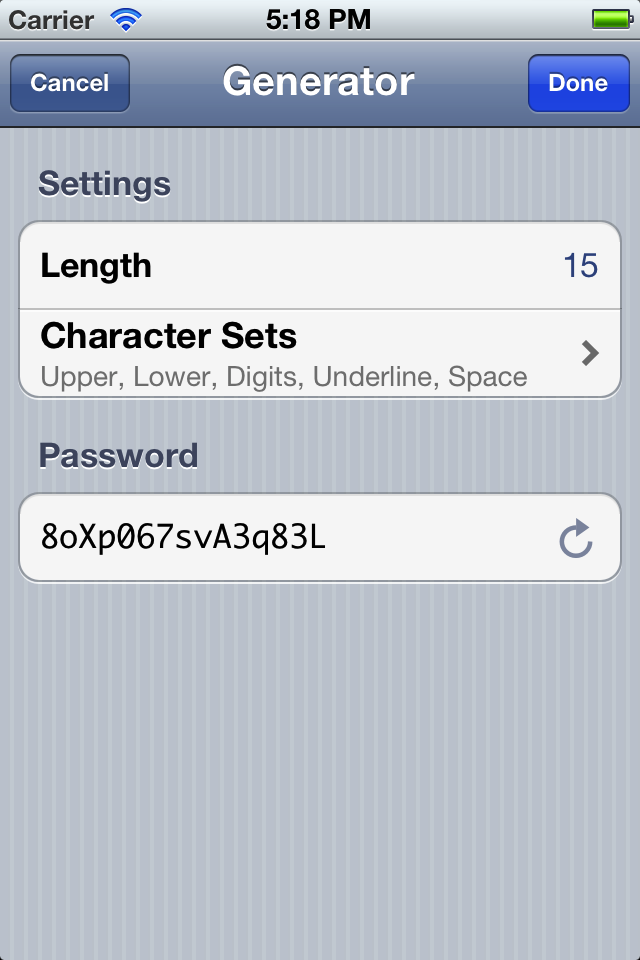 Carrier 5:18 PM
Cancel Generator Done
Settings
Length 15
Character Sets
Upper, Lower, Digits, Underline, Space
Password
8oXp067svA3q83L